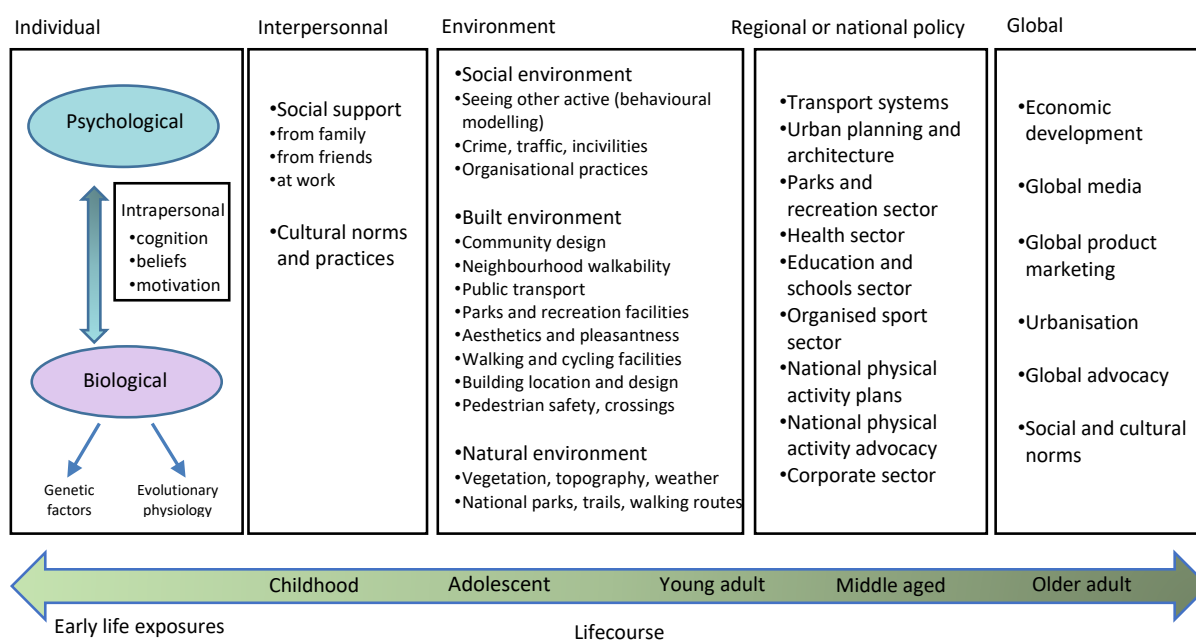 Individual
Interpersonnal
Environment
Regional or national policy
Global
Psychological
Intrapersonal
•cognition
•beliefs
•motivation
Biological
Genetic
factors
Evolutionary
physiology
•Social support
•from family
•from friends
•at work
•Cultural norms
and practices
•Social environment
•Seeing other active (behavioural
modelling)
•Crime, traffic, incivilities
•Organisational practices
•Built environment
•Community design
•Neighbourhood walkability
•Public transport
•Parks and recreation facilities
•Aesthetics and pleasantness
•Walking and cycling facilities
•Building location and design
•Pedestrian safety, crossings
•Natural environment
•Vegetation, topography, weather
•National parks, trails, walking routes
•Transport systems
•Urban planning and
architecture
•Parks and
recreation sector
•Health sector
•Education and
schools sector
•Organised sport
sector
•National physical
activity plans
•National physical
activity advocacy
•Corporate sector
•Economic
development
•Global media
•Global product
marketing
•Urbanisation
•Global advocacy
•Social and cultural
norms
Childhood
Adolescent
Young adult
Middle aged
Older adult
Early life exposures
Lifecourse